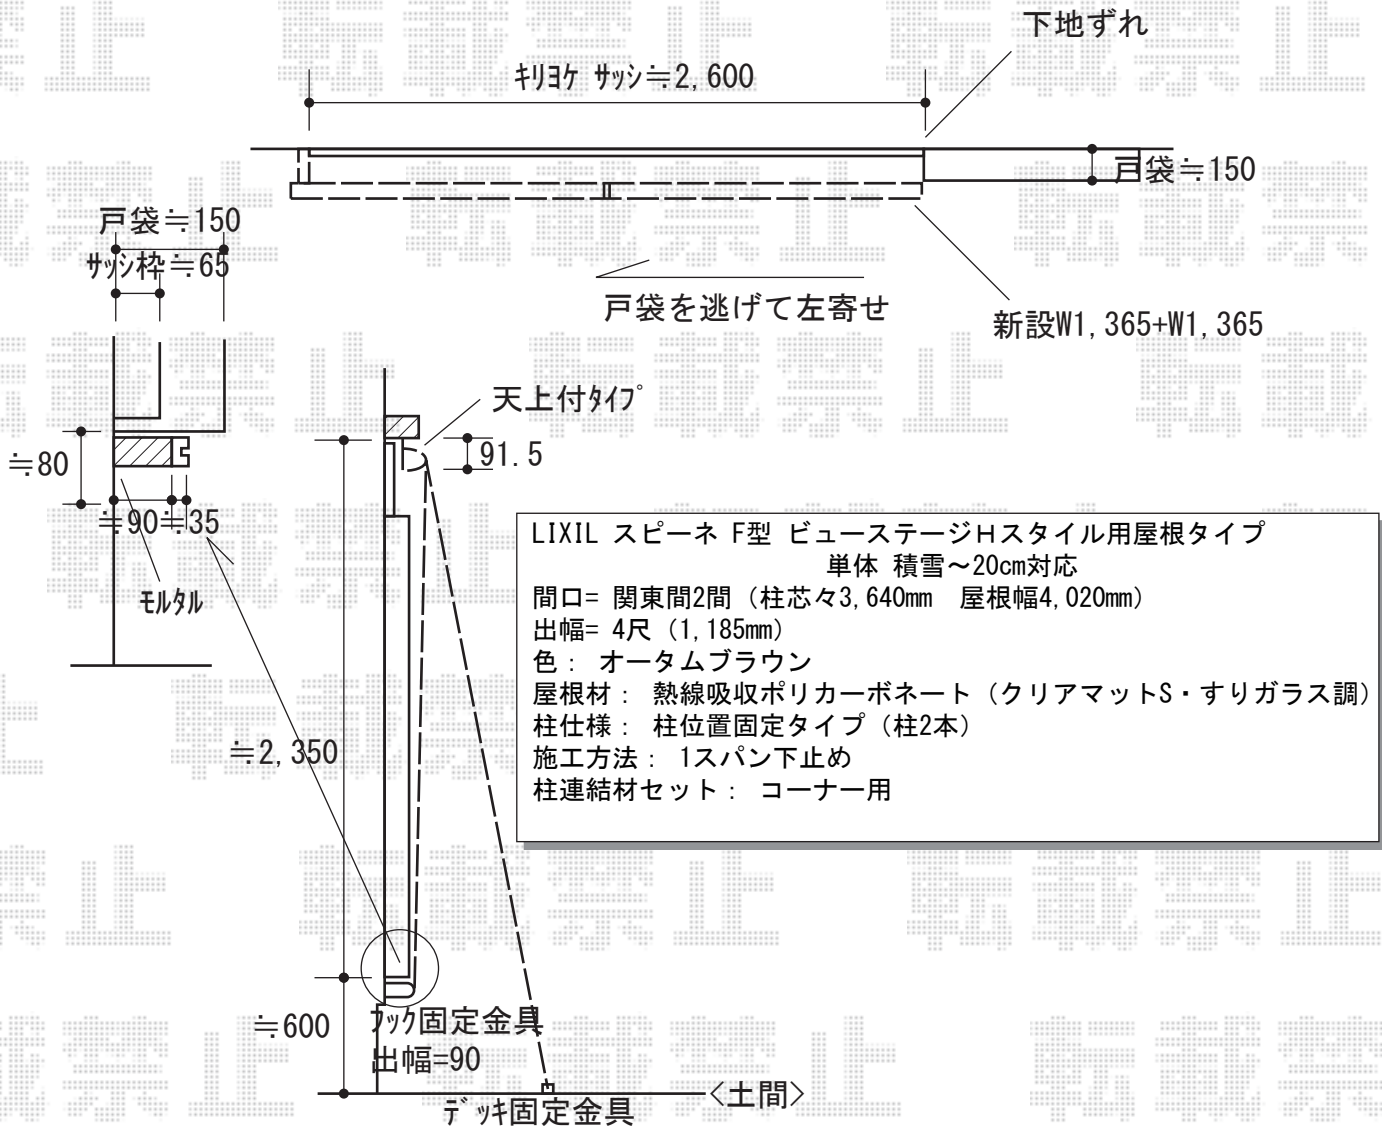 下地ずれ
ｷﾘﾖｹ ｻｯｼ≒2,600
戸袋≒150
戸袋≒150
ｻｯｼ枠≒65
戸袋を逃げて左寄せ
新設W1,365+W1,365
天上付ﾀｲﾌﾟ
91.5
≒80
≒90
≒35
ﾓﾙﾀﾙ
LIXIL スピーネ F型 ビューステージHスタイル用屋根タイプ
単体 積雪～20cm対応
間口= 関東間2間（柱芯々3,640mm　屋根幅4,020mm）
出幅= 4尺（1,185mm）
色： オータムブラウン
屋根材： 熱線吸収ポリカーボネート（クリアマットS・すりガラス調）
柱仕様： 柱位置固定タイプ（柱2本）
施工方法： 1スパン下止め
柱連結材セット： コーナー用
≒2,350
≒600
ﾌｯｸ固定金具
出幅=90
〈土間〉
ﾃﾞｯｷ固定金具
転載禁止